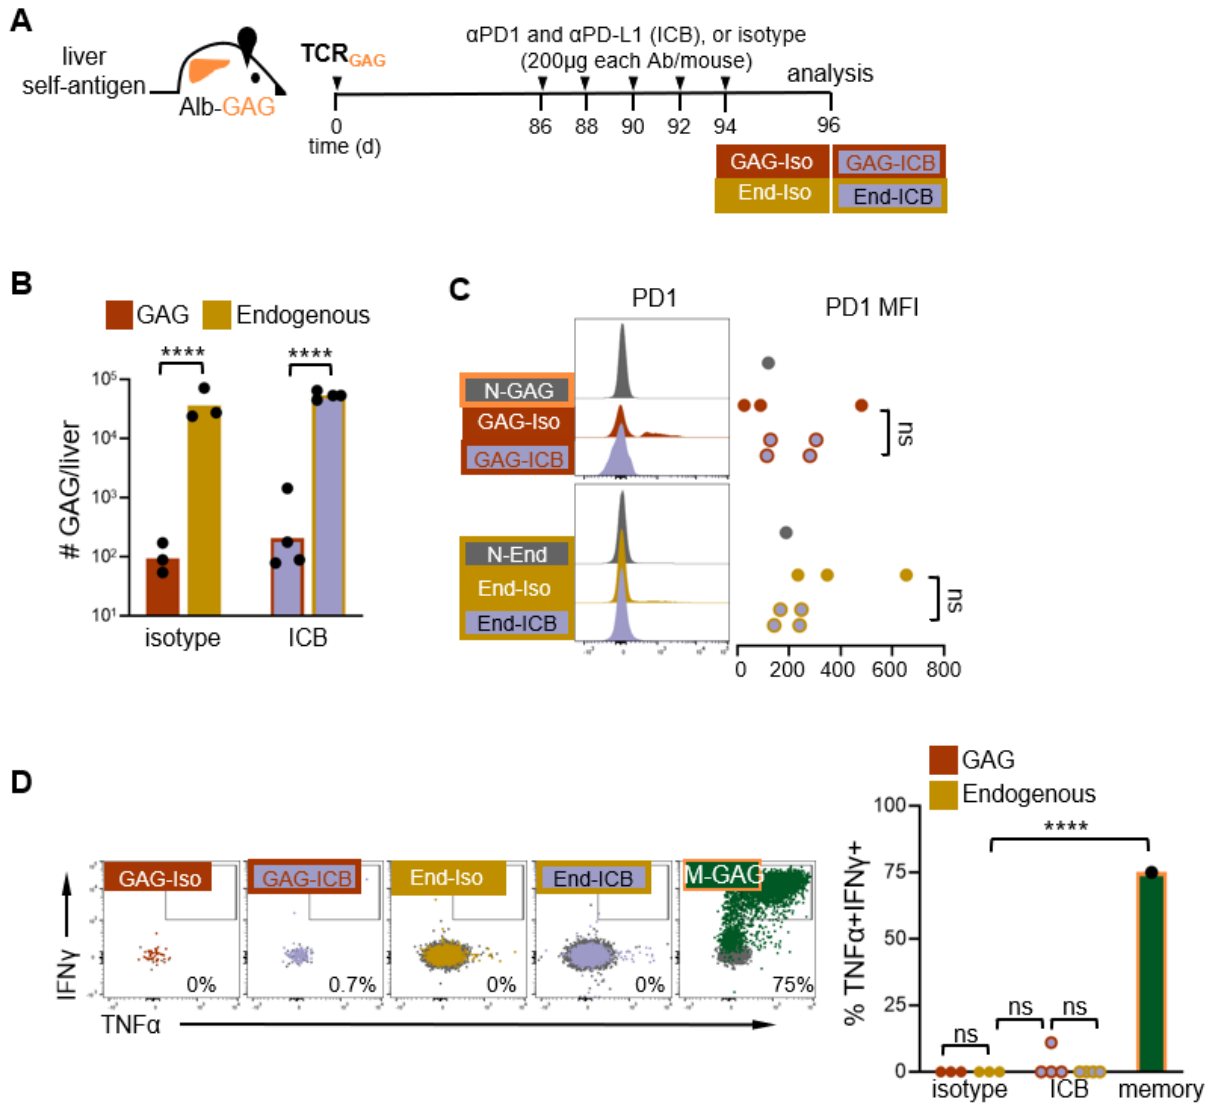 A
liver
self-antigen
Alb-GAG
TCRGAG
αPD1 and αPD-L1 (ICB), or isotype
(200µg each Ab/mouse)
analysis
0
86
88
90
92
94
96
time (d)
GAG-Iso
GAG-ICB
End-Iso
End-ICB
B
GAG
Endogenous
****
****
# GAG/liver
10⁵
10⁴
10³
10²
10¹
isotype
ICB
C
PD1
PD1 MFI
N-GAG
GAG-Iso
GAG-ICB
ns
N-End
End-Iso
End-ICB
ns
0
200
400
600
800
D
GAG-Iso
GAG-ICB
End-Iso
End-ICB
M-GAG
0%
0.7%
0%
0%
75%
IFNγ
TNFα
GAG
Endogenous
% TNFα+IFNγ+
100
75
50
25
0
****
ns
ns
ns
isotype
ICB
memory